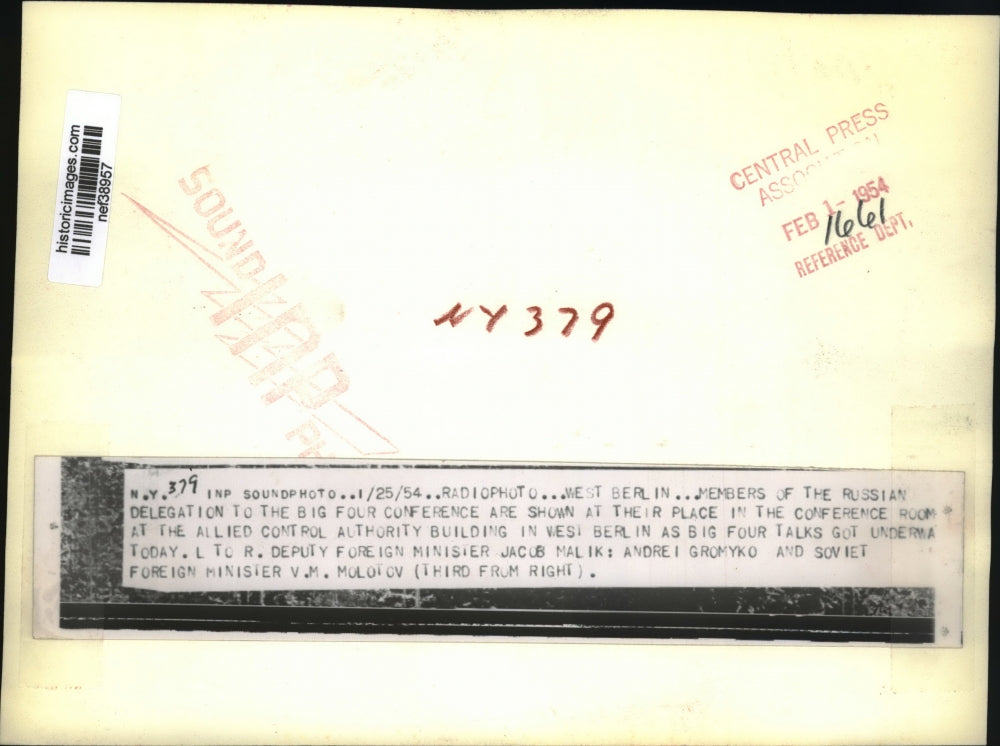 historicimages.com
nef38957
SOUND
INP
PH
CENTRAL PRESS
FEB 1- 1954
1661
REFERENCE DEPT.
NY 379
N.Y.379 INP SOUNDPHOTO..1/25/54..RADIOPHOTO...WEST BERLIN...MEMBERS OF THE RUSSIAN
DELEGATION TO THE BIG FOUR CONFERENCE ARE SHOWN AT THEIR PLACE IN THE CONFERENCE ROOM
AT THE ALLIED CONTROL AUTHORITY BUILDING IN WEST BERLIN AS BIG FOUR TALKS GOT UNDERWA
TODAY. L TO R. DEPUTY FOREIGN MINISTER JACOB MALIK: ANDREI GROMYKO AND SOVIET
FOREIGN MINISTER V.M. MOLOTOV (THIRD FROM RIGHT).